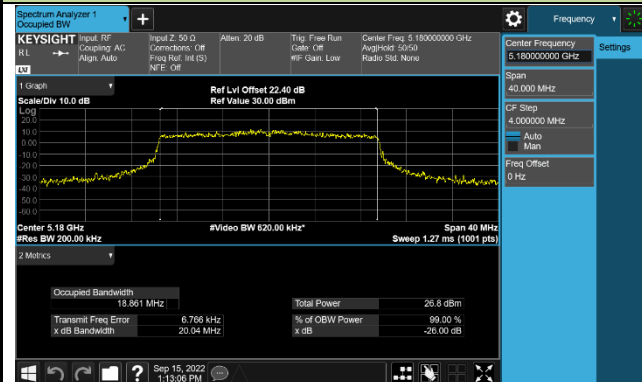 Spectrum Analyzer 1
Occupied BW
Frequency
KEYSIGHT
RL
LXI
Input: RF
Coupling: AC
Align: Auto
Input Z: 50 Ω
Corrections: Off
Freq Ref: Int (S)
NFE: Off
Atten: 20 dB
Trig: Free Run
Gate: Off
#IF Gain: Low
Center Freq: 5.180000000 GHz
Avg|Hold: 50/50
Radio Std: None
Center Frequency
5.180000000 GHz
Settings
Span
40.000 MHz
CF Step
4.000000 MHz
Auto
Man
Freq Offset
0 Hz
1 Graph
Scale/Div 10.0 dB
Ref Lvl Offset 22.40 dB
Ref Value 30.00 dBm
Log
20.0
10.0
0.00
-10.0
-20.0
-30.0
-40.0
-50.0
-60.0
Center 5.18 GHz
#Video BW 620.00 kHz*
Span 40 MHz
#Res BW 200.00 kHz
Sweep 1.27 ms (1001 pts)
2 Metrics
Occupied Bandwidth
18.861 MHz
Total Power 26.8 dBm
Transmit Freq Error 6.766 kHz
% of OBW Power 99.00 %
x dB Bandwidth 20.04 MHz
x dB -26.00 dB
?
Sep 15, 2022
1:13:06 PM